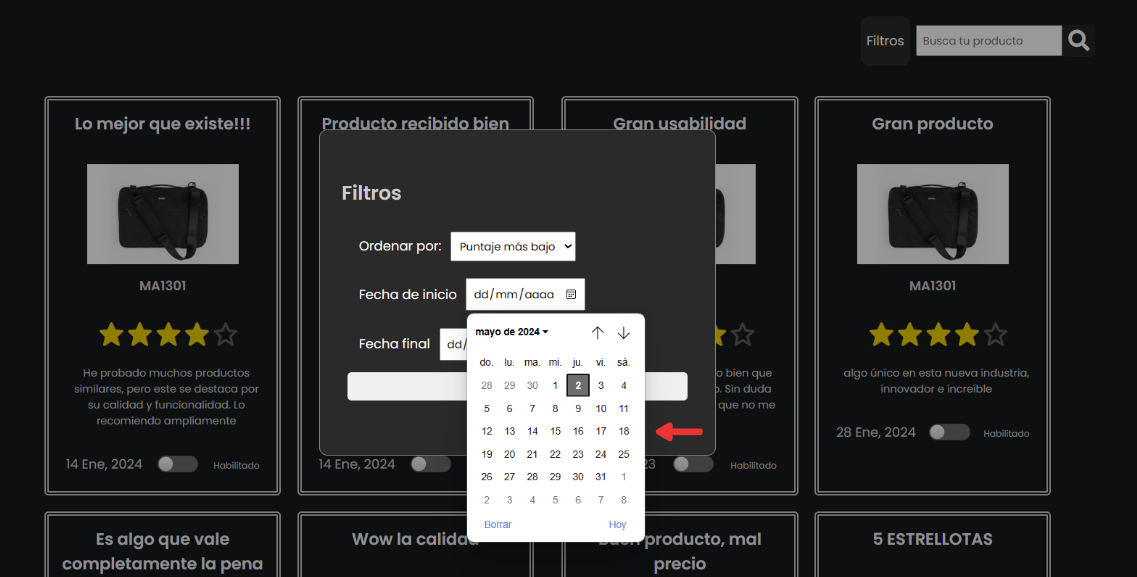 Filtros
Busca tu producto
Lo mejor que existe!!!
Producto recibido bien
Gran usabilidad
Gran producto
Filtros
Ordenar por:
Puntaje más bajo
Fecha de inicio
dd/mm/aaaa
Fecha final
dd/
mayo de 2024
do. lu. ma. mi. ju. vi. sá.
28 29 30 1 2 3 4
5 6 7 8 9 10 11
12 13 14 15 16 17 18
19 20 21 22 23 24 25
26 27 28 29 30 31 1
2 3 4 5 6 7 8
Borrar
Hoy
MA1301
He probado muchos productos
similares, pero este se destaca por
su calidad y funcionalidad. Lo
recomiendo ampliamente
14 Ene, 2024
Habilitado
14 Ene, 2024
o bien que
o. Sin duda
que no me
23
Habilitado
MA1301
algo único en esta nueva industria,
innovador e increible
28 Ene, 2024
Habilitado
Es algo que vale
completamente la pena
Wow la calidad
Buen producto, mal
precio
5 ESTRELLOTAS